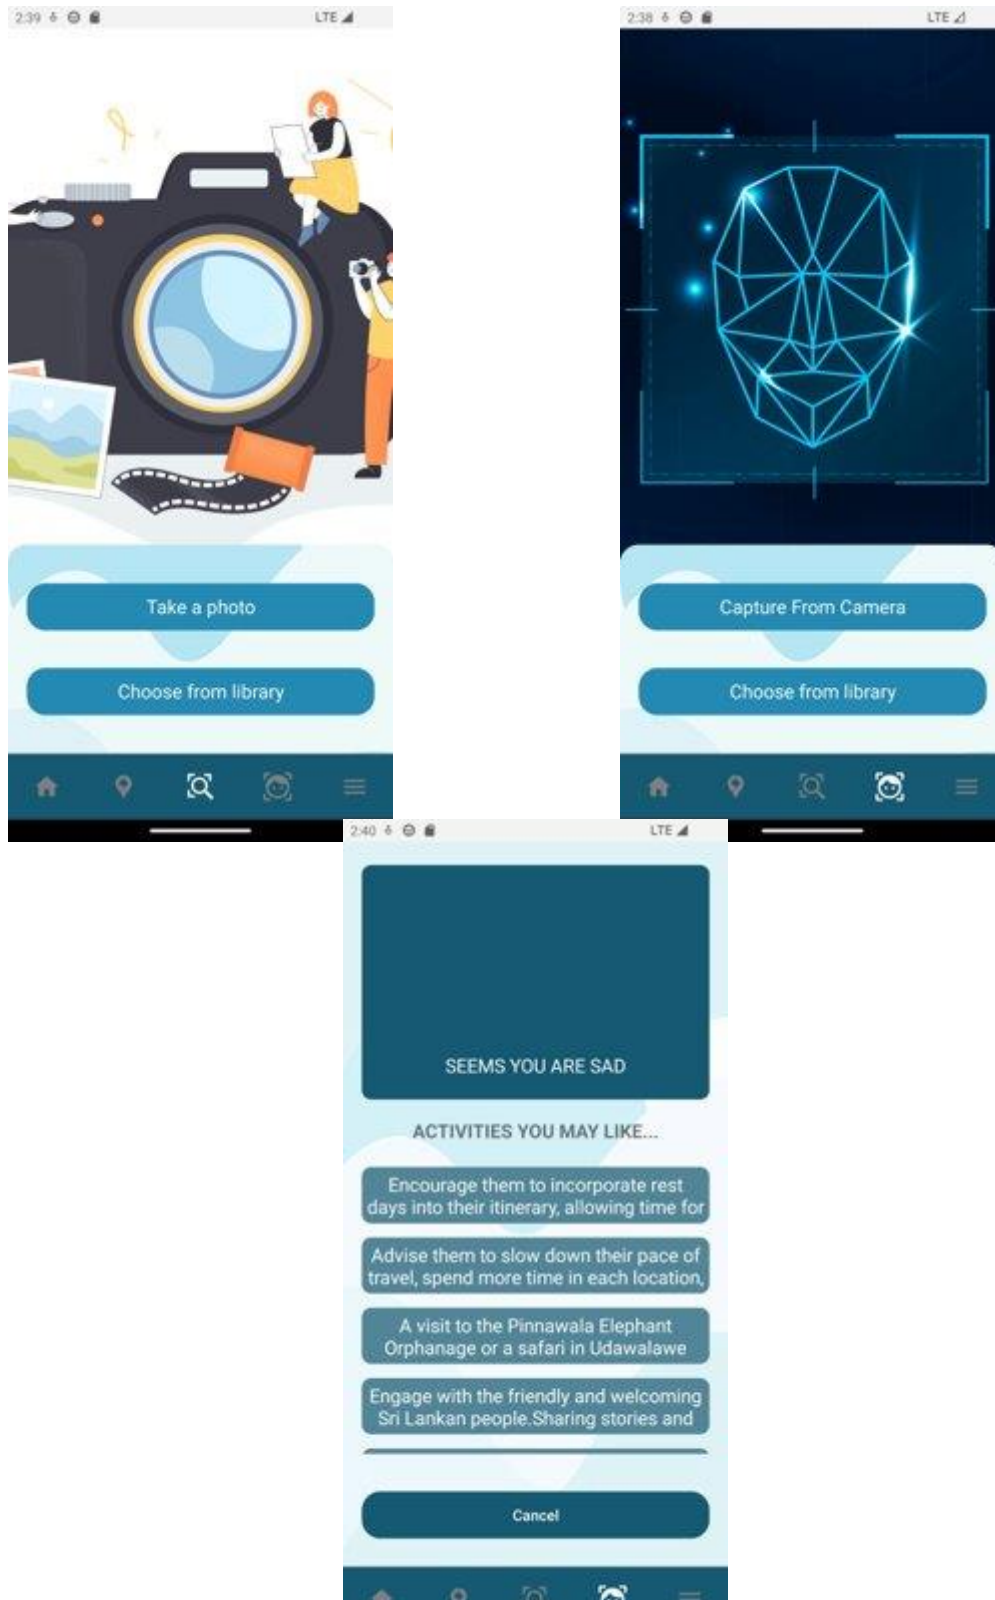 2:39
LTE
Take a photo
Choose from library
2:38
LTE
Capture From Camera
Choose from library
2:40
LTE
SEEMS YOU ARE SAD
ACTIVITIES YOU MAY LIKE...
Encourage them to incorporate rest
days into their itinerary, allowing time for
Advise them to slow down their pace of
travel, spend more time in each location,
A visit to the Pinnawala Elephant
Orphanage or a safari in Udawalawe
Engage with the friendly and welcoming
Sri Lankan people.Sharing stories and
Cancel